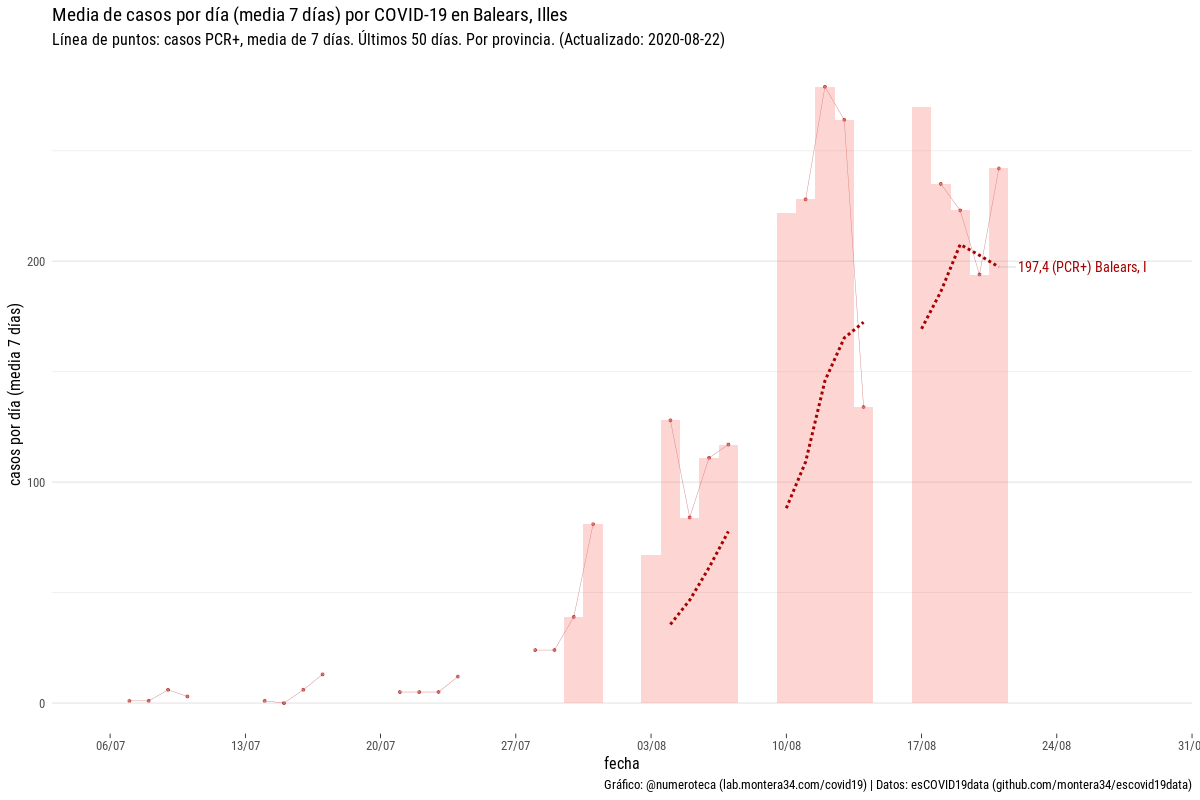 Media de casos por día (media 7 días) por COVID-19 en Balears, Illes
Línea de puntos: casos PCR+, media de 7 días. Últimos 50 días. Por provincia. (Actualizado: 2020-08-22)
casos por día (media 7 días)
200
100
0
197,4 (PCR+) Balears, I
06/07 13/07 20/07 27/07 03/08 10/08 17/08 24/08 31/0
fecha
Gráfico: @numeroteca (lab.montera34.com/covid19) | Datos: esCOVID19data (github.com/montera34/escovid19data)